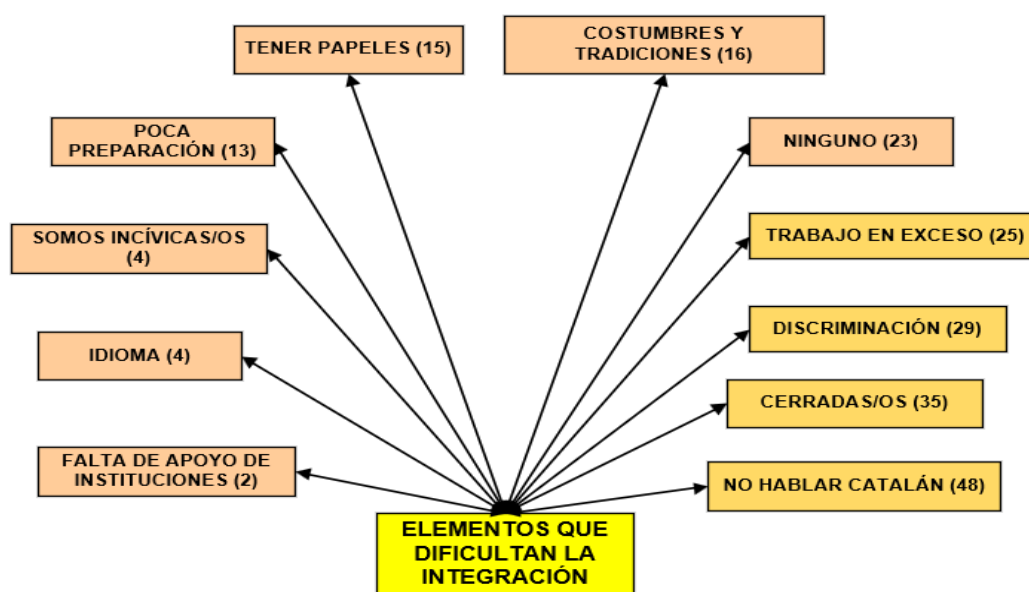 TENER PAPELES (15)
COSTUMBRES Y
TRADICIONES (16)
POCA
PREPARACIÓN (13)
NINGUNO (23)
SOMOS INCÍVICAS/OS
(4)
TRABAJO EN EXCESO (25)
IDIOMA (4)
DISCRIMINACIÓN (29)
CERRADAS/OS (35)
FALTA DE APOYO DE
INSTITUCIONES (2)
NO HABLAR CATALÁN (48)
ELEMENTOS QUE
DIFICULTAN LA
INTEGRACIÓN